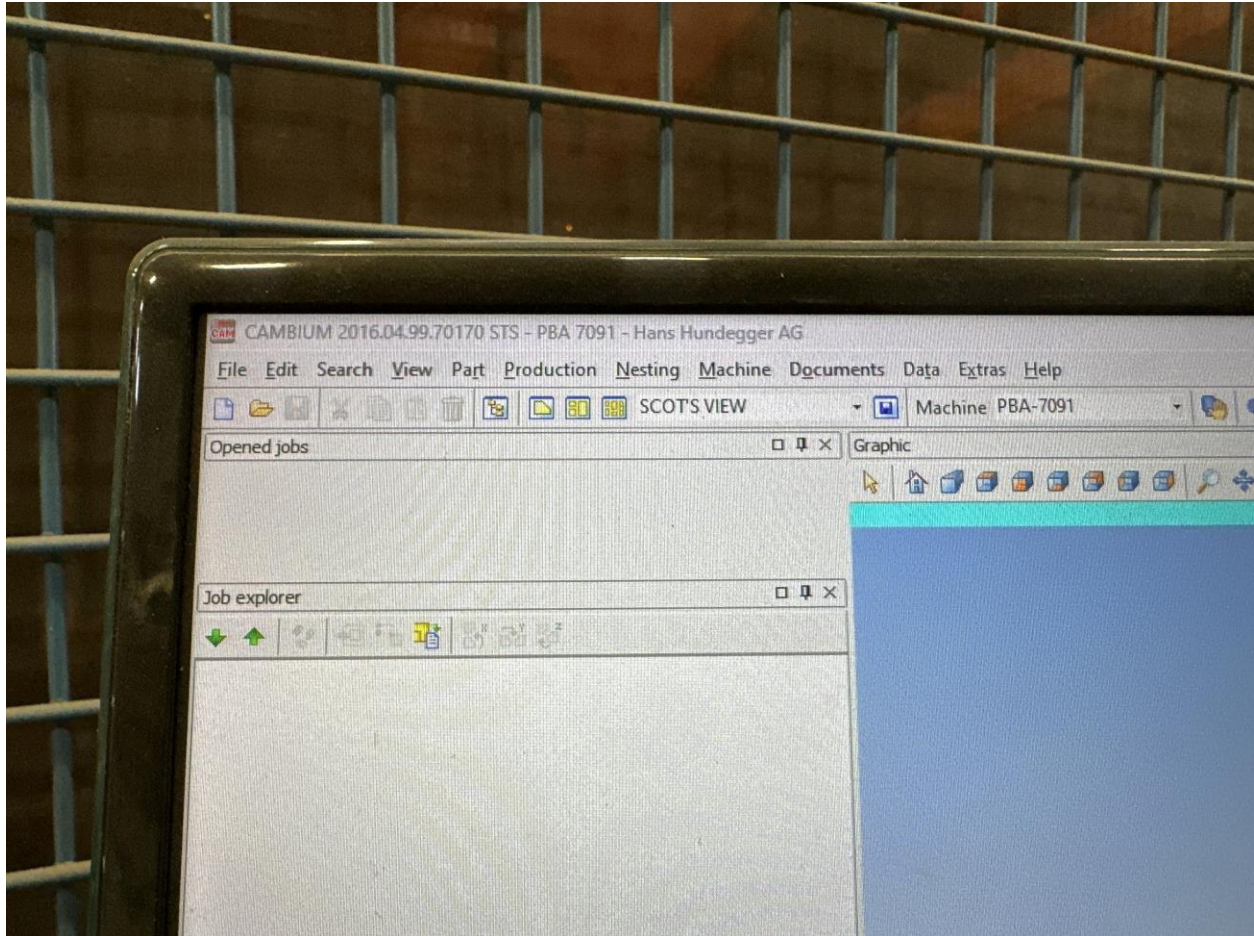 CAM CAMBIUM 2016.04.99.70170 STS - PBA 7091 - Hans Hundegger AG
File Edit Search View Part Production Nesting Machine Documents Data Extras Help
SCOT'S VIEW Machine PBA-7091
Opened jobs
Graphic
Job explorer